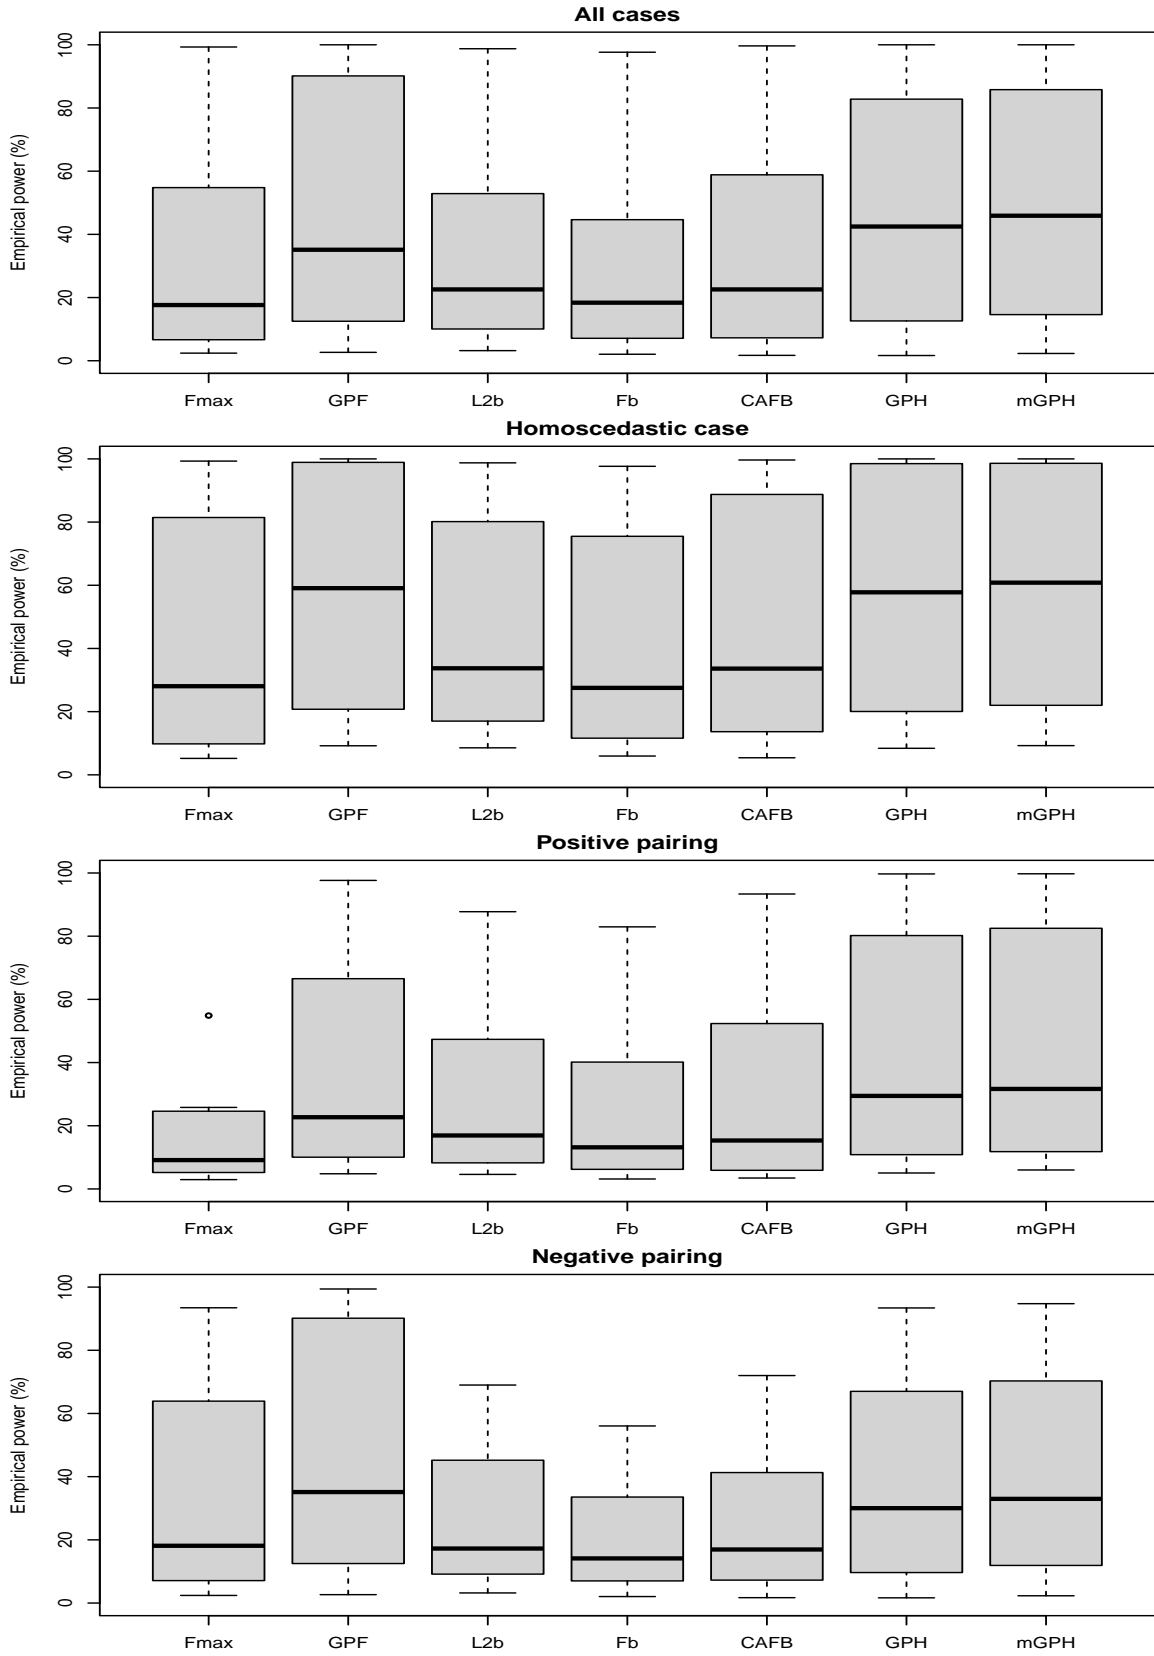 All cases
Empirical power (%)
0 20 40 60 80 100
Fmax GPF L2b Fb CAFB GPH mGPH
Homoscedastic case
Empirical power (%)
0 20 40 60 80 100
Fmax GPF L2b Fb CAFB GPH mGPH
Positive pairing
Empirical power (%)
0 20 40 60 80 100
Fmax GPF L2b Fb CAFB GPH mGPH
Negative pairing
Empirical power (%)
0 20 40 60 80 100
Fmax GPF L2b Fb CAFB GPH mGPH